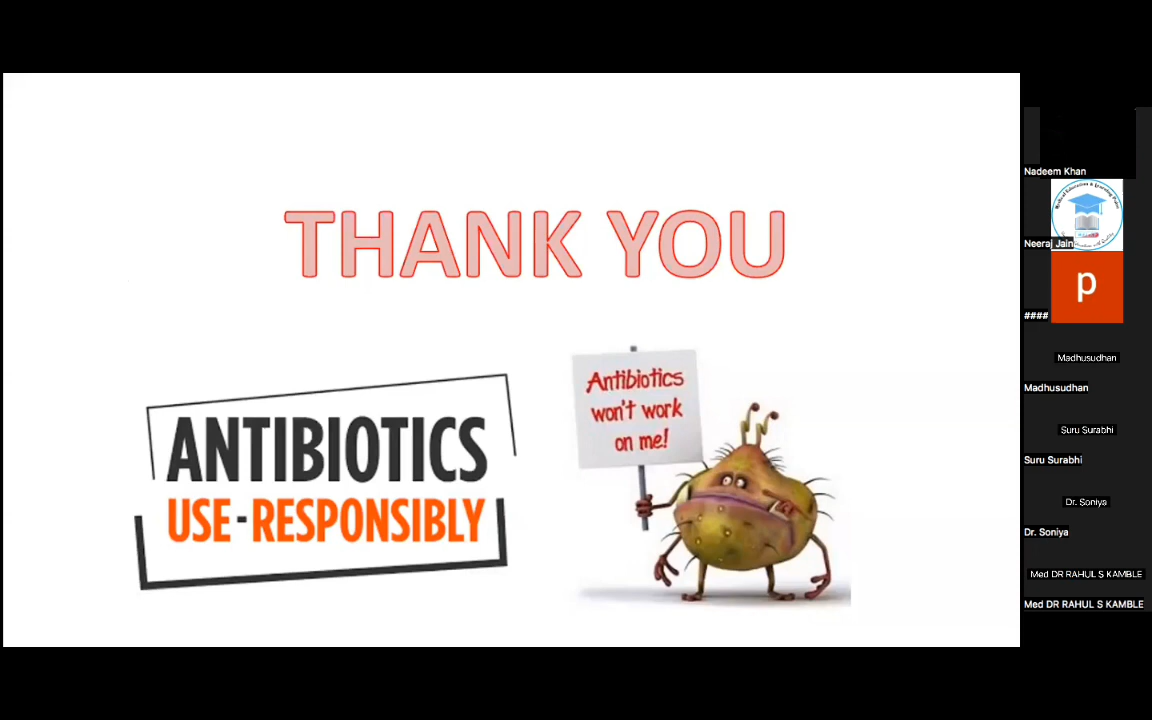 THANK YOU
ANTIBIOTICS
USE-RESPONSIBLY
Antibiotics
won't work
on me!
Nadeem Khan
Neeraj Jain
p
####
Madhusudhan
Madhusudhan
Suru Surabhi
Suru Surabhi
Dr. Soniya
Dr. Soniya
Med DR RAHUL S KAMBLE
Med DR RAHUL S KAMBLE